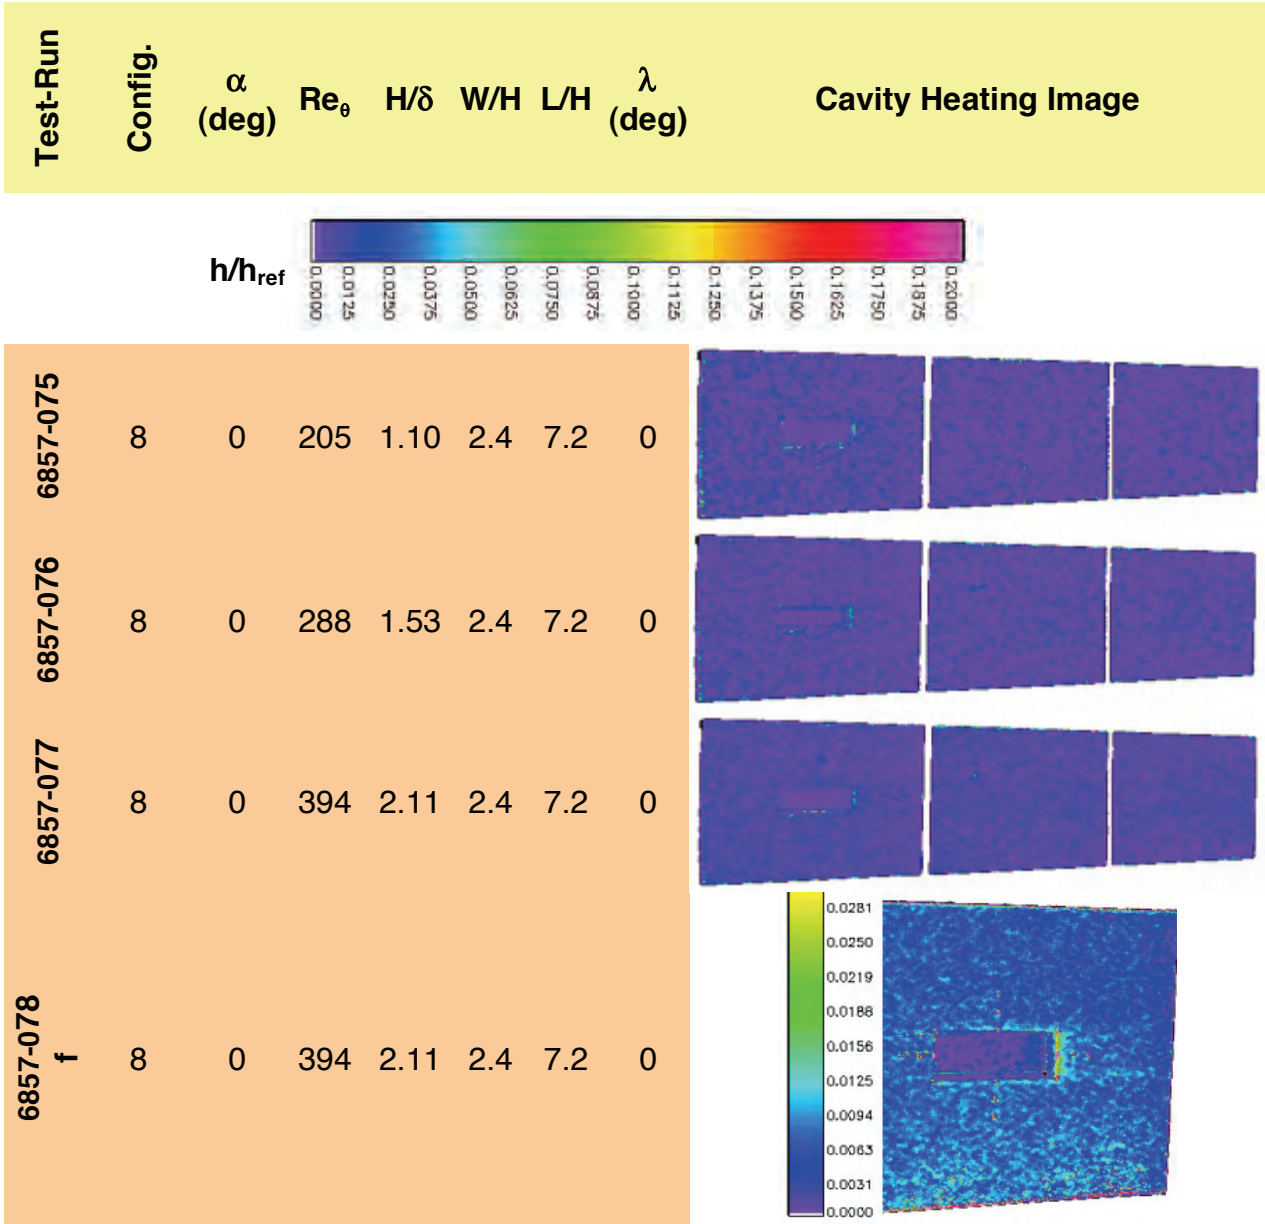 Test-Run Config. α (deg) Reθ H/δ W/H L/H λ (deg) Cavity Heating Image
h/href
0.0000 0.0125 0.0250 0.0375 0.0500 0.0625 0.0750 0.0875 0.1000 0.1125 0.1250 0.1375 0.1500 0.1625 0.1750 0.1875 0.2000
6857-075 8 0 205 1.10 2.4 7.2 0
6857-076 8 0 288 1.53 2.4 7.2 0
6857-077 8 0 394 2.11 2.4 7.2 0
6857-078 f 8 0 394 2.11 2.4 7.2 0
0.0281
0.0250
0.0219
0.0188
0.0156
0.0125
0.0094
0.0063
0.0031
0.0000